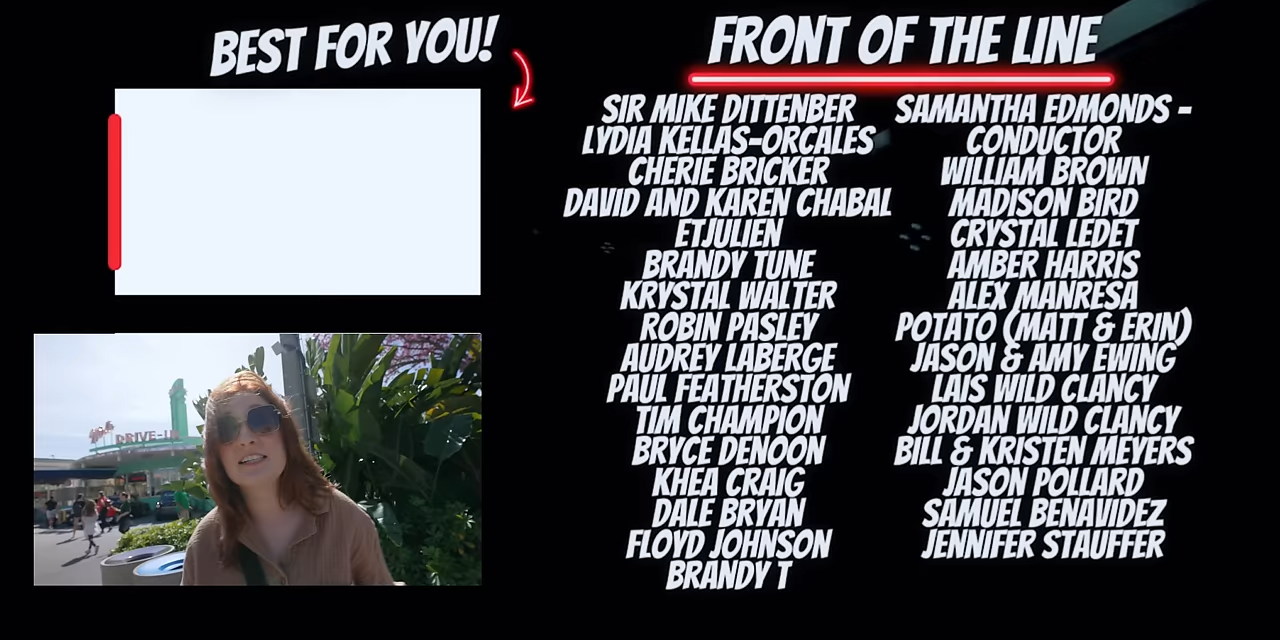 BEST FOR YOU!
FRONT OF THE LINE
SIR MIKE DITTENBER
LYDIA KELLAS-ORCALES
CHERIE BRICKER
DAVID AND KAREN CHABAL
ETJULIEN
BRANDY TUNE
KRYSTAL WALTER
ROBIN PASLEY
AUDREY LABERGE
PAUL FEATHERSTON
TIM CHAMPION
BRYCE DENOON
KHEA CRAIG
DALE BRYAN
FLOYD JOHNSON
BRANDY T
SAMANTHA EDMONDS -
CONDUCTOR
WILLIAM BROWN
MADISON BIRD
CRYSTAL LEDET
AMBER HARRIS
ALEX MANRESA
POTATO (MATT & ERIN)
JASON & AMY EWING
LAIS WILD CLANCY
JORDAN WILD CLANCY
BILL & KRISTEN MEYERS
JASON POLLARD
SAMUEL BENAVIDEZ
JENNIFER STAUFFER
DRIVE-IN